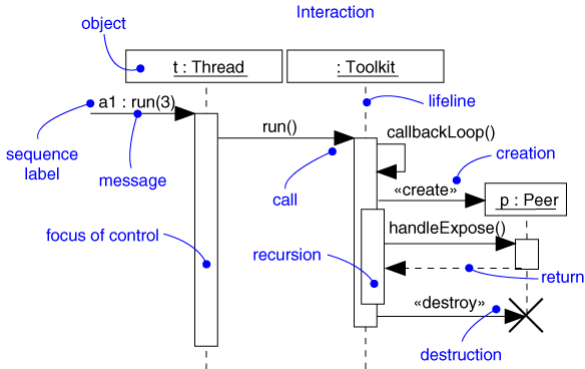 Interaction
object
t : Thread
: Toolkit
a1 : run(3)
lifeline
run()
callbackLoop()
sequence
label
message
call
creation
«create»
p : Peer
focus of control
handleExpose()
recursion
return
«destroy»
destruction